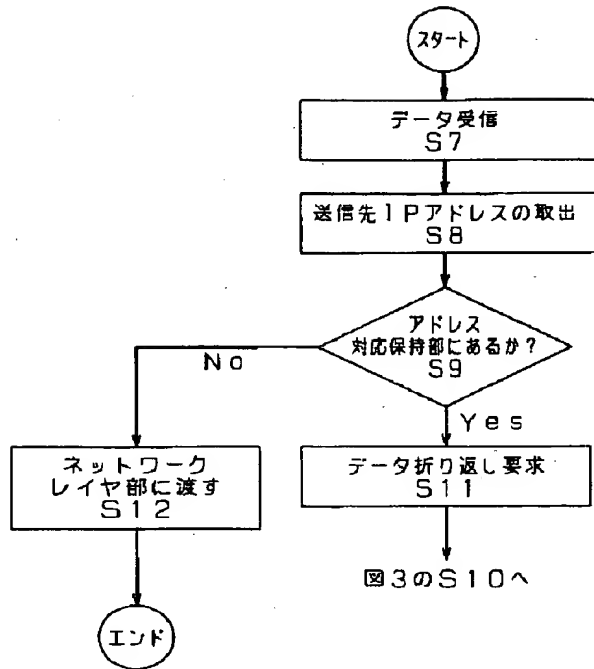 スタート
データ受信
S7
送信先IPアドレスの取出
S8
アドレス
対応保持部にあるか?
S9
No
Yes
ネットワーク
レイヤ部に渡す
S12
データ折り返し要求
S11
図3のS10へ
エンド